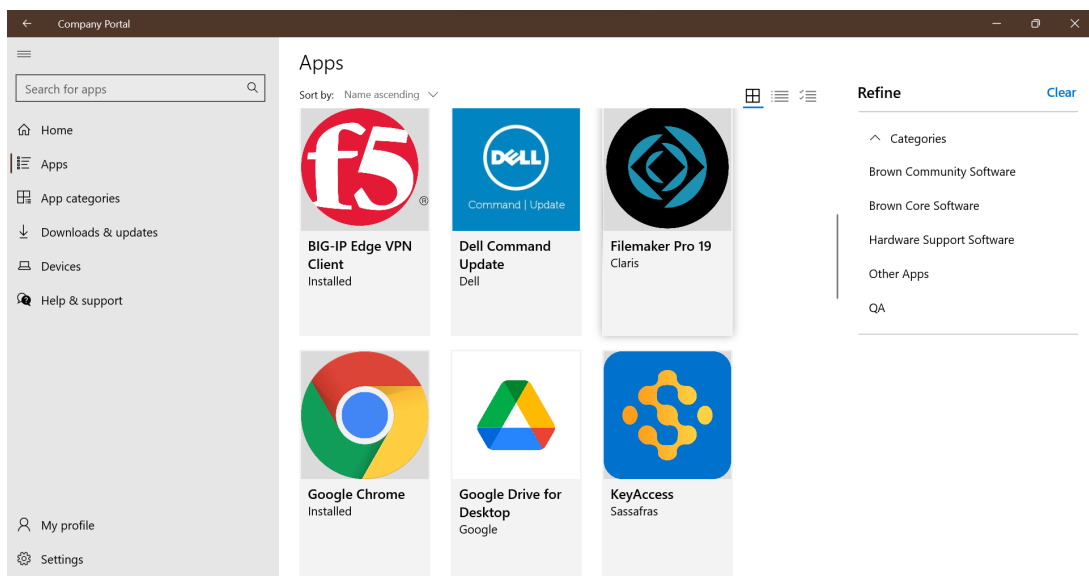 Company Portal
Search for apps
Home
Apps
App categories
Downloads & updates
Devices
Help & support
My profile
Settings
Apps
Sort by: Name ascending
f5
®
BIG-IP Edge VPN
Client
Installed
DELL
Command | Update
Dell Command
Update
Dell
Filemaker Pro 19
Claris
Google Chrome
Installed
Google Drive for
Desktop
Google
KeyAccess
Sassafras
Refine Clear
Categories
Brown Community Software
Brown Core Software
Hardware Support Software
Other Apps
QA